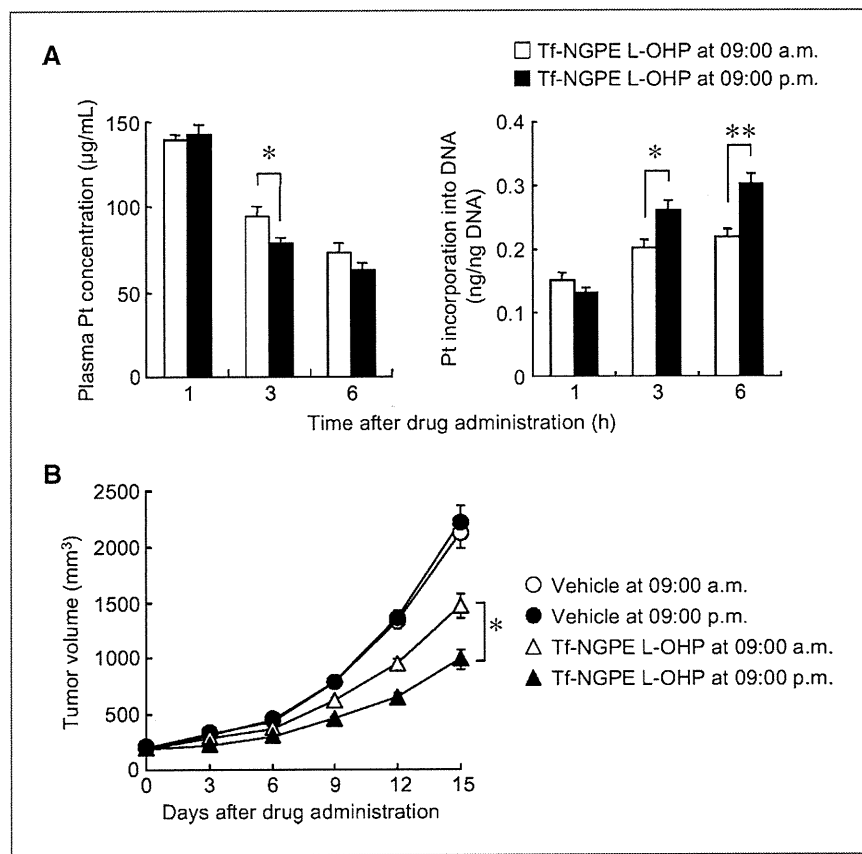 A
Tf-NGPE L-OHP at 09:00 a.m.
Tf-NGPE L-OHP at 09:00 p.m.
Plasma Pt concentration (μg/mL)
150
100
50
0
*
1
3
6
Pt incorporation into DNA
(ng/ng DNA)
0.4
0.3
0.2
0.1
0
*
**
1
3
6
Time after drug administration (h)
B
Tumor volume (mm³)
2500
2000
1500
1000
500
0
0
3
6
9
12
15
Days after drug administration
*
Vehicle at 09:00 a.m.
Vehicle at 09:00 p.m.
Tf-NGPE L-OHP at 09:00 a.m.
Tf-NGPE L-OHP at 09:00 p.m.